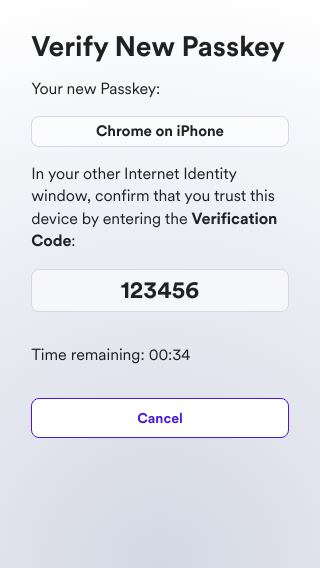 Verify New Passkey
Your new Passkey:
Chrome on iPhone
In your other Internet Identity
window, confirm that you trust this
device by entering the Verification
Code:
123456
Time remaining: 00:34
Cancel